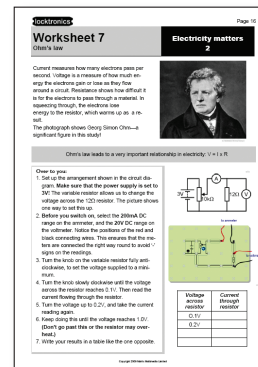 locktronics
Page 16
Worksheet 7
Ohm's law
Electricity matters
2
Current measures how many electrons pass per
second. Voltage is a measure of how much en-
ergy the electrons gain or lose as they flow
around a circuit. Resistance shows how difficult it
is for the electrons to pass through a material. In
squeezing through, the electrons lose
energy to the resistor, which warms up as a re-
sult.
The photograph shows Georg Simon Ohm—a
significant figure in this study!
Ohm's law leads to a very important relationship in electricity: V = I x R
Over to you:
1. Set up the arrangement shown in the circuit dia-
gram. Make sure that the power supply is set to
3V! The variable resistor allows us to change the
voltage across the 12Ω resistor. The picture shows
one way to set this up.
2. Before you switch on, select the 200mA DC
range on the ammeter, and the 20V DC range on
the voltmeter. Notice the positions of the red and
black connecting wires. This ensures that the me-
ters are connected the right way round to avoid '-'
signs on the readings.
3. Turn the knob on the variable resistor fully anti-
clockwise, to set the voltage supplied to a mini-
mum.
4. Turn the knob slowly clockwise until the voltage
across the resistor reaches 0.1V. Then read the
current flowing through the resistor.
5. Turn the voltage up to 0.2V, and take the current
reading again.
6. Keep doing this until the voltage reaches 1.0V.
(Don't go past this or the resistor may over-
heat.)
7. Write your results in a table like the one opposite.
A
3V
10kΩ
12Ω
V
Voltage
across
resistor
Current
through
resistor
0.1V
0.2V
Copyright 2009 Matrix Multimedia Limited